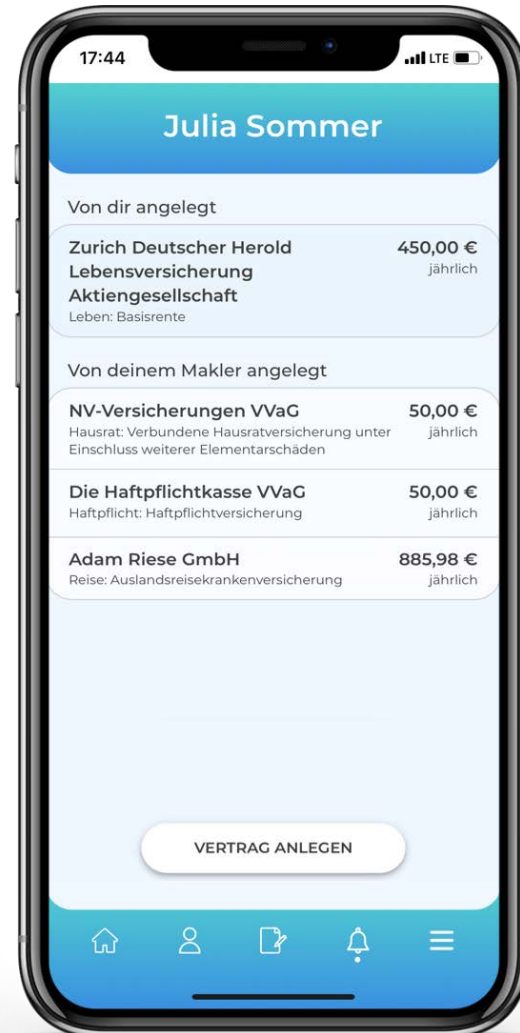 17:44
LTE
Julia Sommer
Von dir angelegt
Zurich Deutscher Herold 450,00 €
Lebensversicherung jährlich
Aktiengesellschaft
Leben: Basisrente
Von deinem Makler angelegt
NV-Versicherungen VVaG 50,00 €
Hausrat: Verbundene Hausratversicherung unter jährlich
Einschluss weiterer Elementarschäden
Die Haftpflichtkasse VVaG 50,00 €
Haftpflicht: Haftpflichtversicherung jährlich
Adam Riese GmbH 885,98 €
Reise: Auslandsreisekrankenversicherung jährlich
VERTRAG ANLEGEN